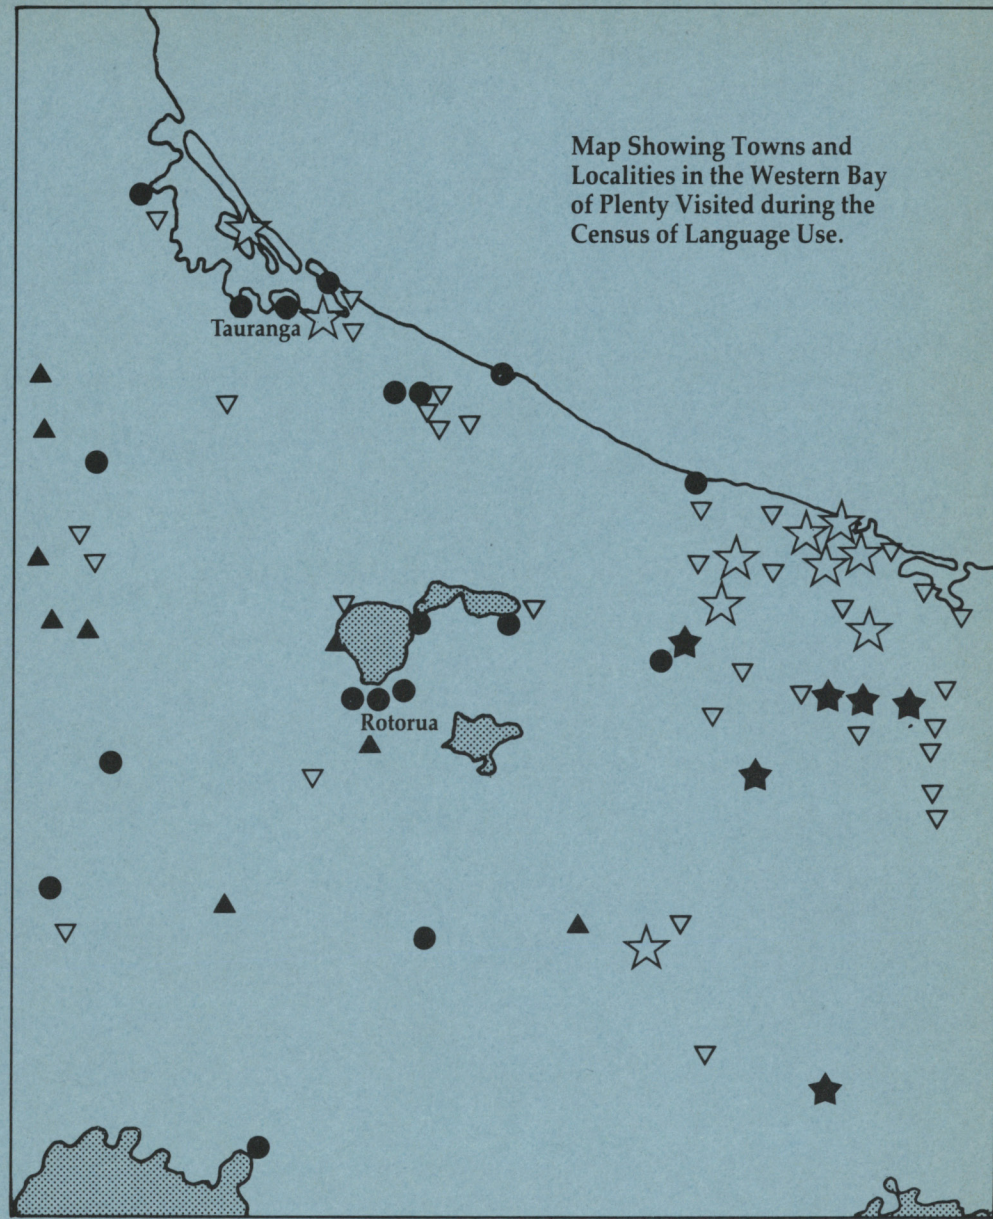 Map Showing Towns and
Localities in the Western Bay
of Plenty Visited during the
Census of Language Use.
Tauranga
Rotorua